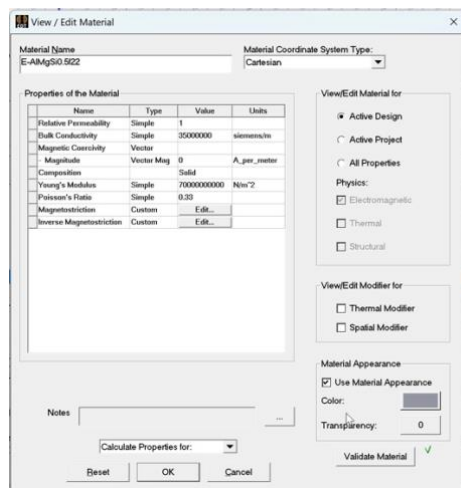 View / Edit Material
Material Name
E-AlMgSi0.5f22
Material Coordinate System Type:
Cartesian
Properties of the Material
Name Type Value Units
Relative Permeability Simple 1
Bulk Conductivity Simple 35000000 siemens/m
Magnetic Coercivity Vector
- Magnitude Vector Mag 0 A_per_meter
Composition Solid
Young's Modulus Simple 70000000000 N/m^2
Poisson's Ratio Simple 0.33
Magnetostriction Custom Edit...
Inverse Magnetostriction Custom Edit...
View/Edit Material for
Active Design
Active Project
All Properties
Physics:
Electromagnetic
Thermal
Structural
View/Edit Modifier for
Thermal Modifier
Spatial Modifier
Material Appearance
Use Material Appearance
Color:
Transparency: 0
Notes ...
Calculate Properties for:
Validate Material
Reset OK Cancel